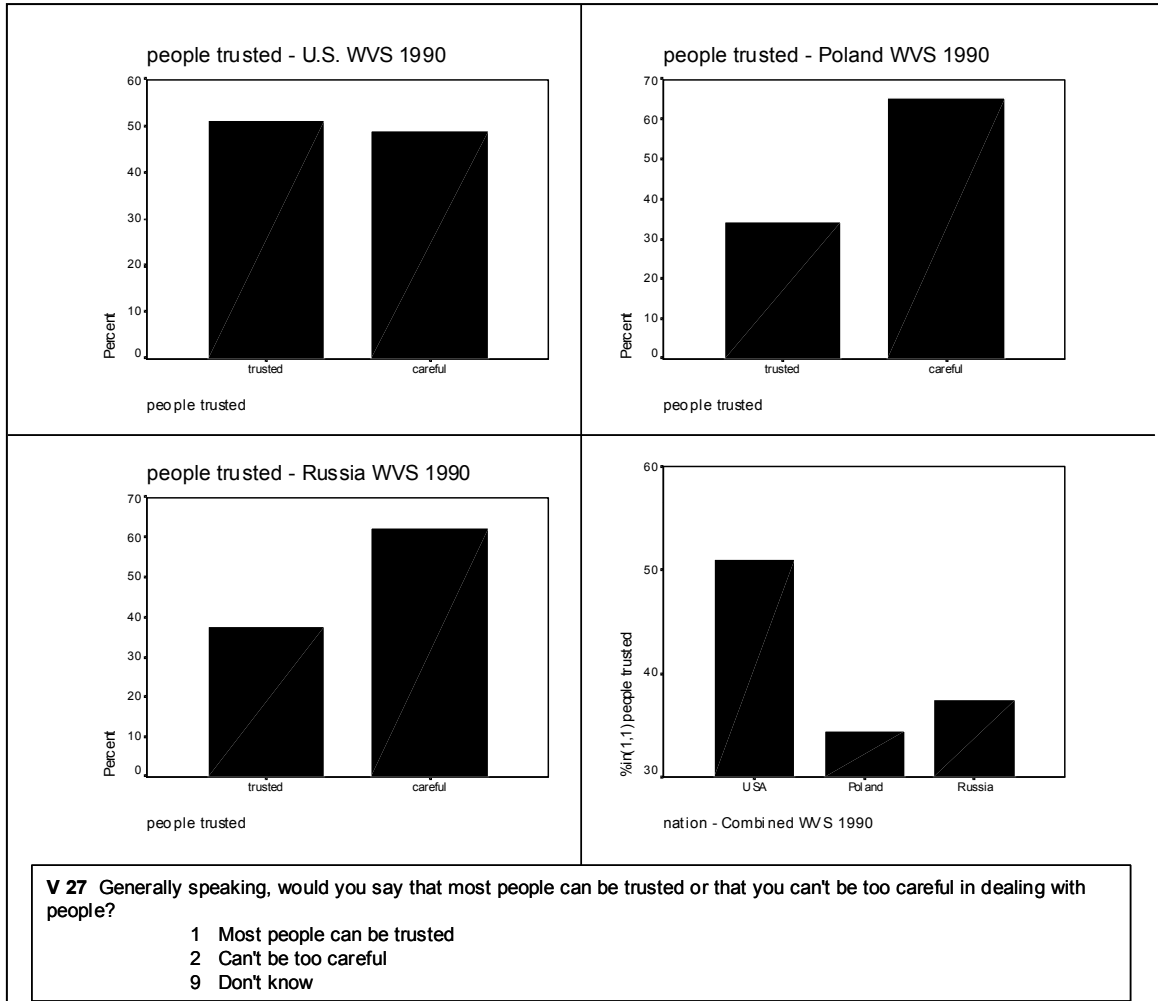 people trusted - U.S. WVS 1990
60
50
40
30
20
10
0
Percent
trusted careful
people trusted
people trusted - Poland WVS 1990
70
60
50
40
30
20
10
0
Percent
trusted careful
people trusted
people trusted - Russia WVS 1990
70
60
50
40
30
20
10
0
Percent
trusted careful
people trusted
60
50
40
30
%in(1,1) people trusted
USA Poland Russia
nation - Combined WVS 1990
V 27 Generally speaking, would you say that most people can be trusted or that you can't be too careful in dealing with
people?
1 Most people can be trusted
2 Can't be too careful
9 Don't know